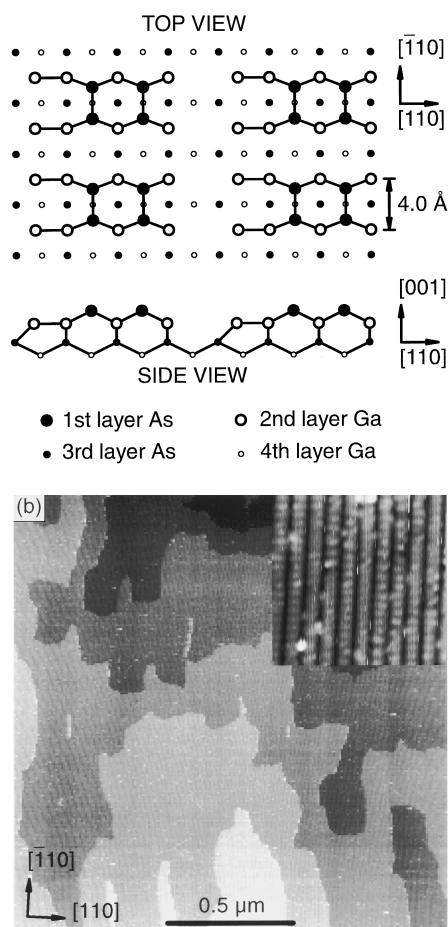 TOP VIEW
[1̄10]
[110]
4.0 Å
[001]
[110]
SIDE VIEW
1st layer As
2nd layer Ga
3rd layer As
4th layer Ga
(b)
[1̄10]
[110]
0.5 μm